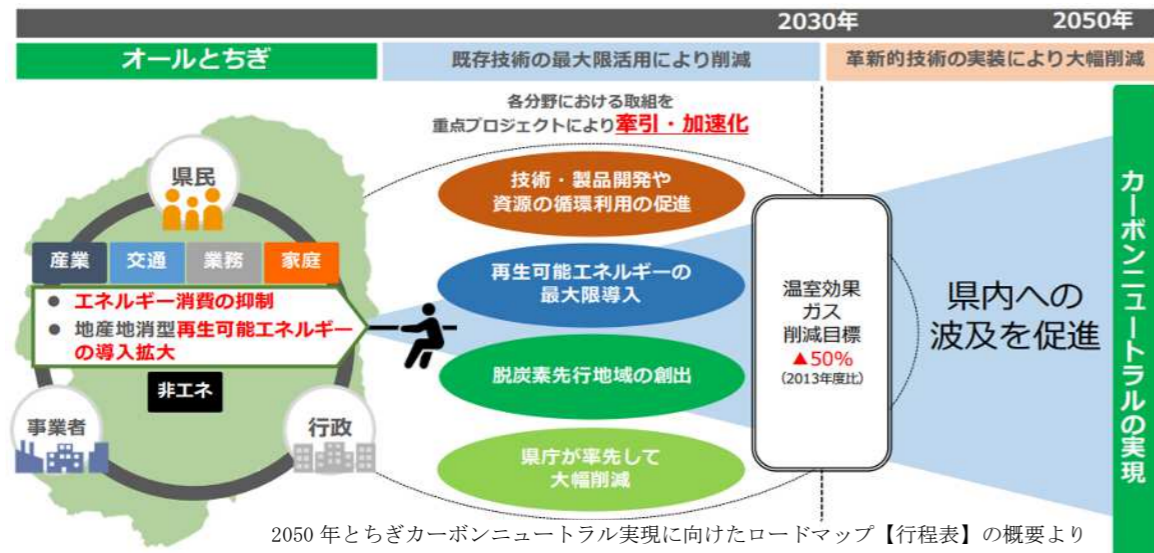 2030年
2050年
オールとちぎ
既存技術の最大限活用により削減
革新的技術の実装により大幅削減
各分野における取組を
重点プロジェクトにより牽引・加速化
県民
産業
交通
業務
家庭
● エネルギー消費の抑制
● 地産地消型再生可能エネルギー
の導入拡大
非エネ
事業者
行政
技術・製品開発や
資源の循環利用の促進
再生可能エネルギーの
最大限導入
脱炭素先行地域の創出
県庁が率先して
大幅削減
温室効果
ガス
削減目標
▲50%
(2013年度比)
県内への
波及を促進
カーボンニュートラルの実現
2050 年とちぎカーボンニュートラル実現に向けたロードマップ【行程表】の概要より